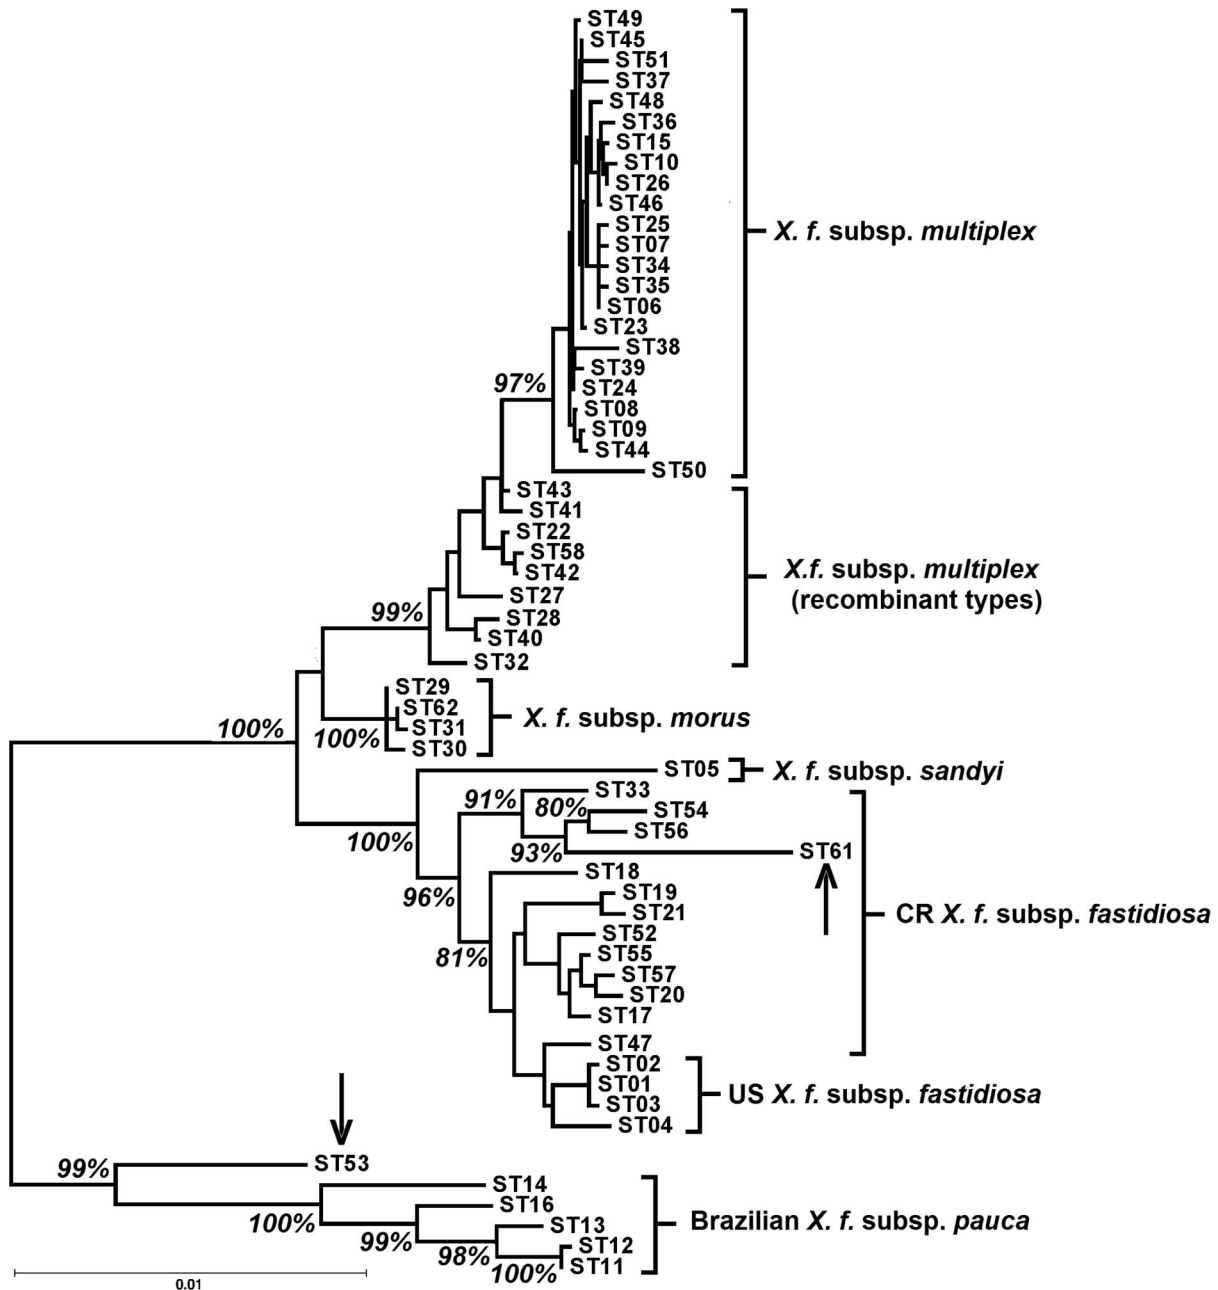 ST49
ST45
ST51
ST37
ST48
ST36
ST15
ST10
ST26
ST46
ST25
ST07
ST34
ST35
ST06
ST23
ST38
ST39
ST24
ST08
ST09
ST44
ST50
X. f. subsp. multiplex
97%
ST43
ST41
ST22
ST58
ST42
ST27
ST28
ST40
ST32
X.f. subsp. multiplex
(recombinant types)
99%
ST29
ST62
ST31
ST30
X. f. subsp. morus
100%
100%
ST05
X. f. subsp. sandyi
ST33
91%
80%
ST54
ST56
100%
93%
ST61
ST18
96%
ST19
ST21
CR X. f. subsp. fastidiosa
ST52
81%
ST55
ST57
ST20
ST17
ST47
ST02
ST01
ST03
ST04
US X. f. subsp. fastidiosa
99%
ST53
ST14
ST16
100%
ST13
99%
ST12
98%
ST11
100%
Brazilian X. f. subsp. pauca
0.01